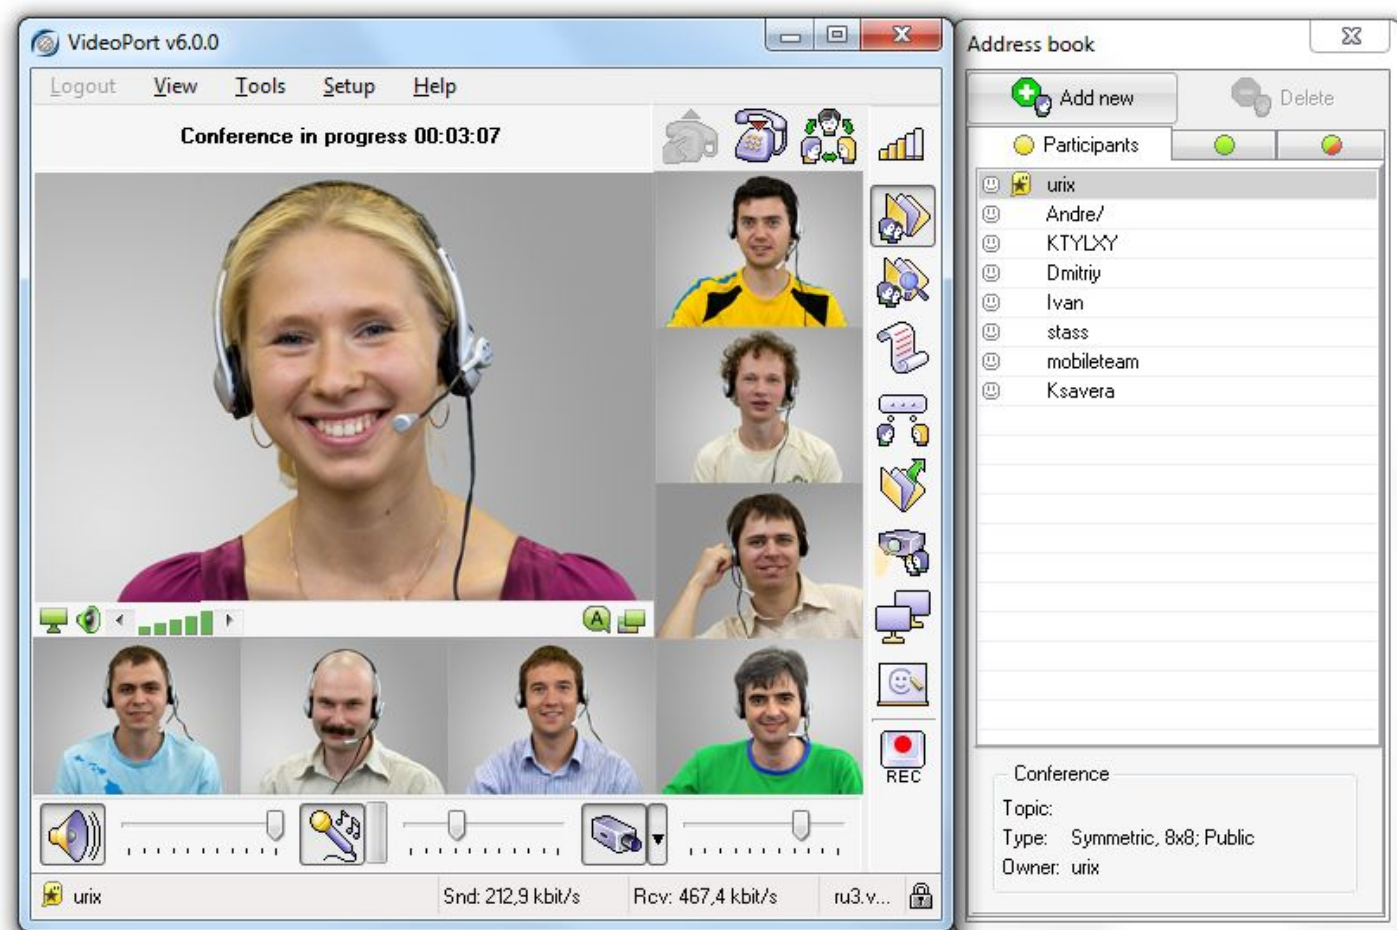 VideoPort v6.0.0
Logout View Tools Setup Help
Conference in progress 00:03:07
A
REC
urix Snd: 212,9 kbit/s Rcv: 467,4 kbit/s ru3.v...
Address book
Add new Delete
Participants
urix
Andre/
KTYLXY
Dmitriy
Ivan
stass
mobileteam
Ksavera
Conference
Topic:
Type: Symmetric, 8x8; Public
Owner: urix